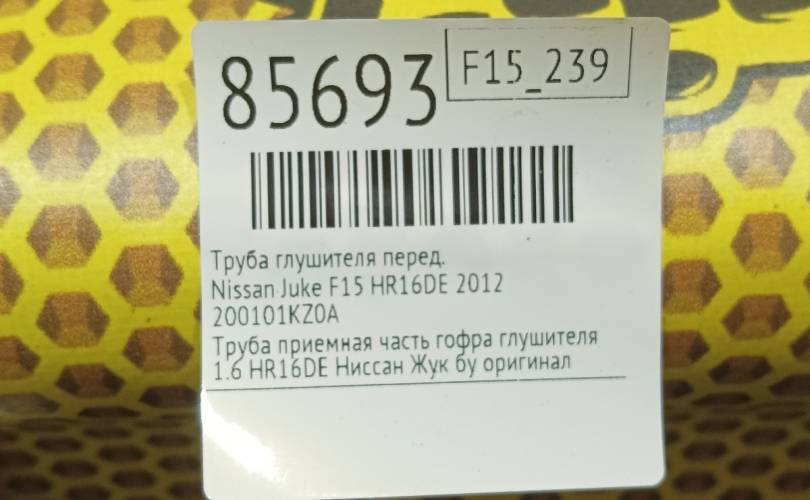 85693
F15_239
Труба глушителя перед.
Nissan Juke F15 HR16DE 2012
200101KZ0A
Труба приемная часть гофра глушителя
1.6 HR16DE Ниссан Жук бу оригинал